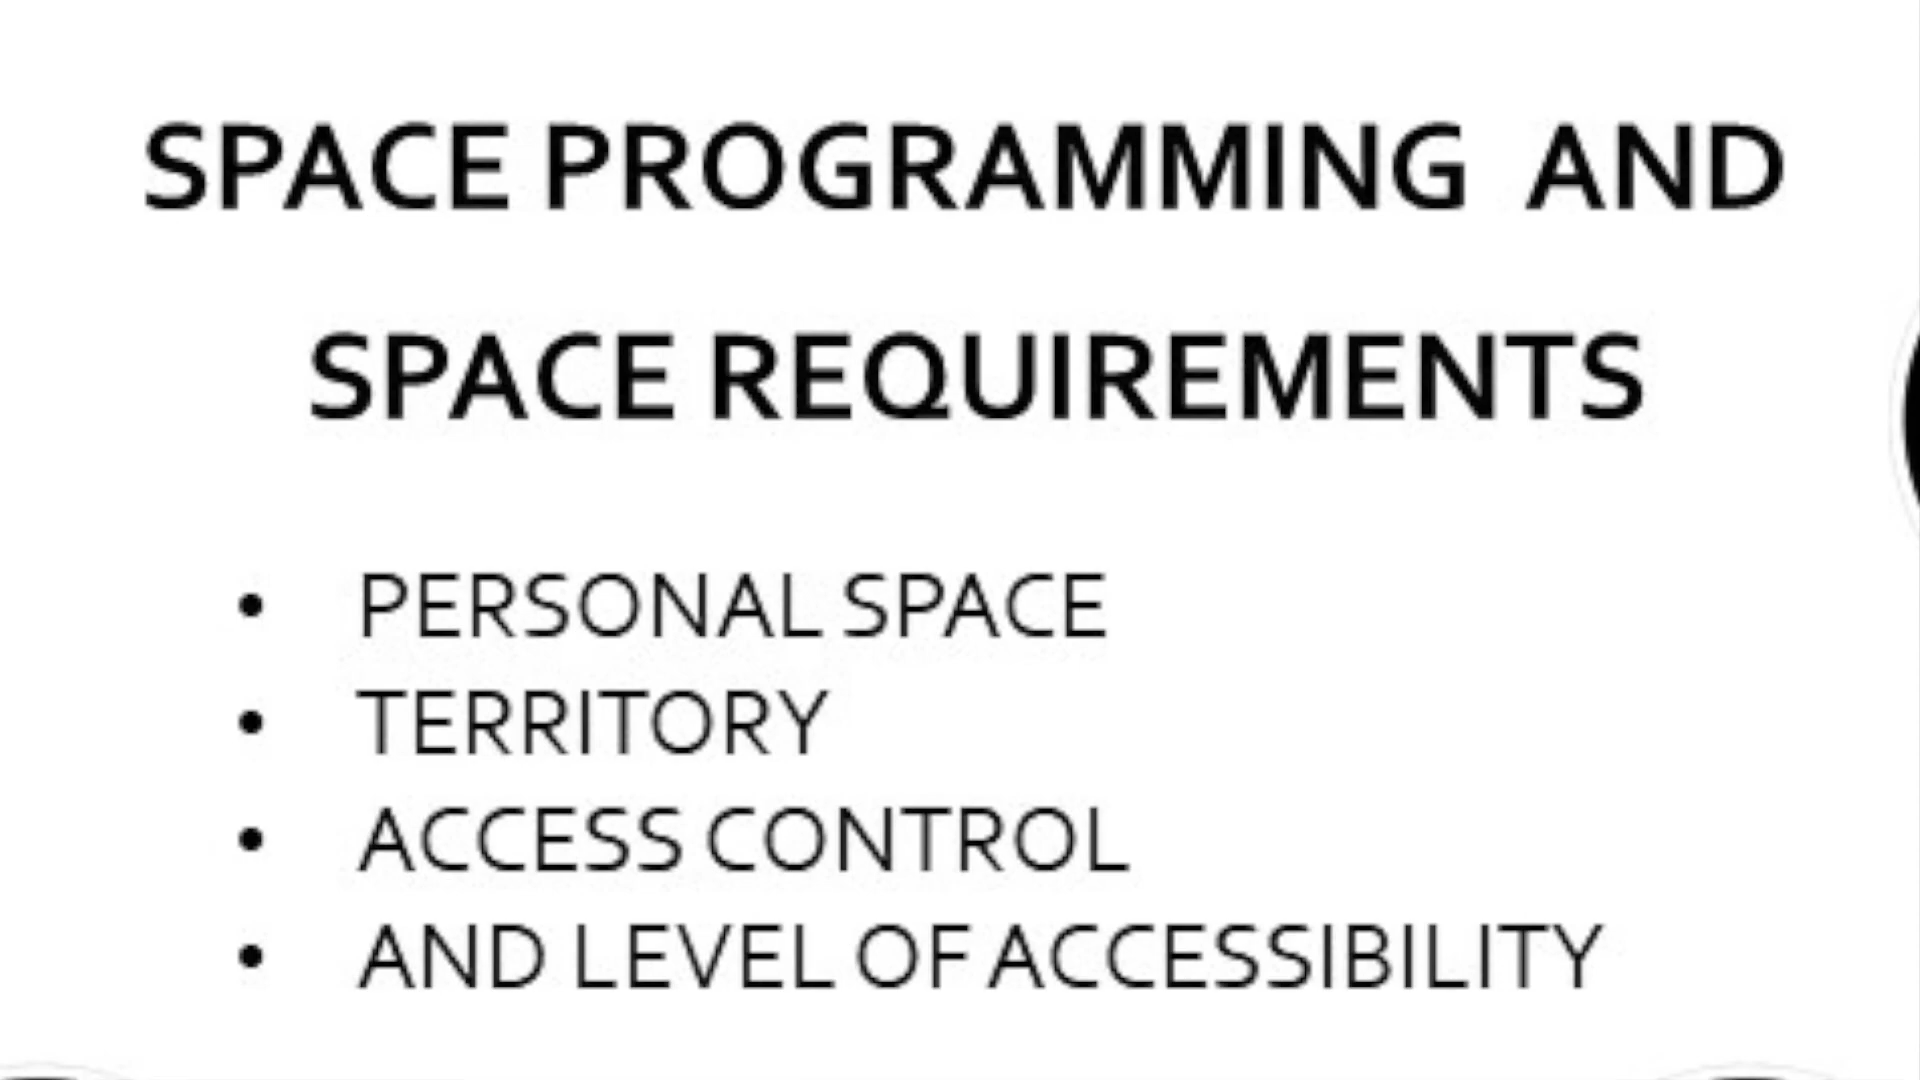 SPACE PROGRAMMING AND
SPACE REQUIREMENTS
• PERSONAL SPACE
• TERRITORY
• ACCESS CONTROL
• AND LEVEL OF ACCESSIBILITY